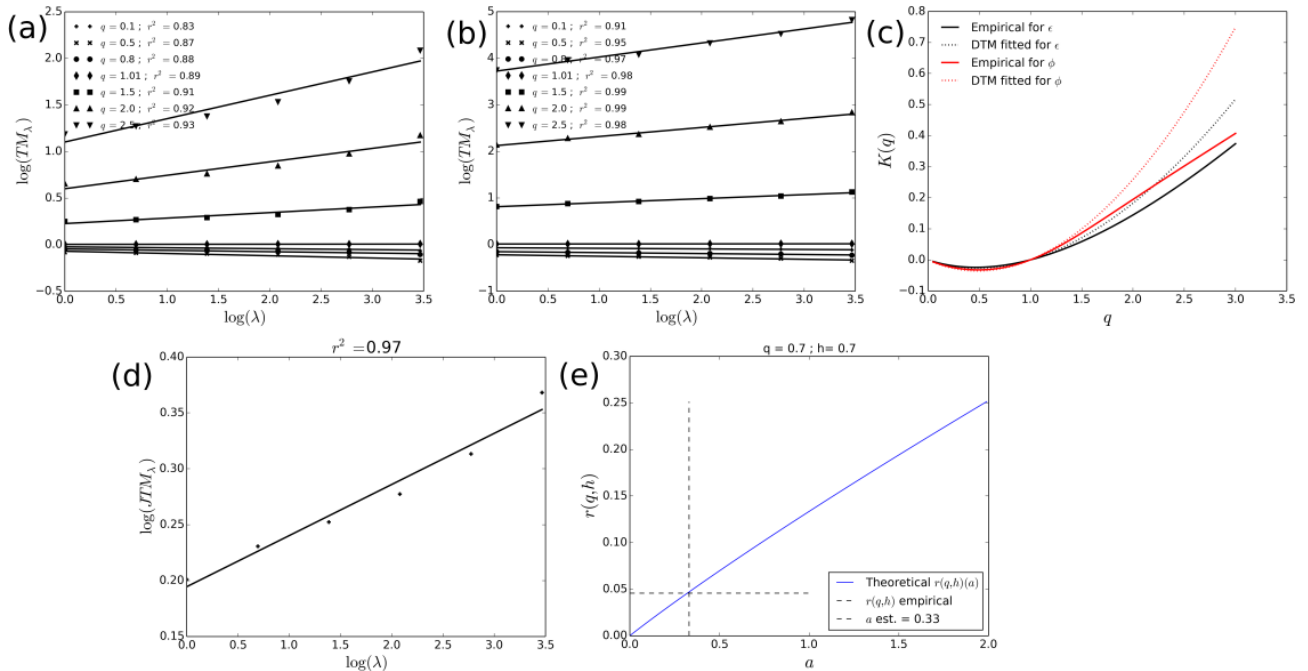 (a)
q = 0.1 ; r² = 0.83
q = 0.5 ; r² = 0.87
q = 0.8 ; r² = 0.88
q = 1.01 ; r² = 0.89
q = 1.5 ; r² = 0.91
q = 2.0 ; r² = 0.92
q = 2.5 ; r² = 0.93
log(TM_λ)
2.5
2.0
1.5
1.0
0.5
0.0
−0.5
0.0 0.5 1.0 1.5 2.0 2.5 3.0 3.5
log(λ)
(b)
q = 0.1 ; r² = 0.91
q = 0.5 ; r² = 0.95
q = 0.8 ; r² = 0.97
q = 1.01 ; r² = 0.98
q = 1.5 ; r² = 0.99
q = 2.0 ; r² = 0.99
q = 2.5 ; r² = 0.98
log(TM_λ)
5
4
3
2
1
0
−1
0.0 0.5 1.0 1.5 2.0 2.5 3.0 3.5
log(λ)
(c)
Empirical for ϵ
DTM fitted for ϵ
Empirical for ϕ
DTM fitted for ϕ
K(q)
0.8
0.7
0.6
0.5
0.4
0.3
0.2
0.1
0.0
−0.1
0.0 0.5 1.0 1.5 2.0 2.5 3.0 3.5
q
(d)
r² =0.97
log(JTM_λ)
0.40
0.35
0.30
0.25
0.20
0.15
0.0 0.5 1.0 1.5 2.0 2.5 3.0 3.5
log(λ)
(e)
q = 0.7 ; h= 0.7
r(q,h)
0.30
0.25
0.20
0.15
0.10
0.05
0.00
Theoretical r(q,h)(a)
r(q,h) empirical
a est. = 0.33
0.0 0.5 1.0 1.5 2.0
a